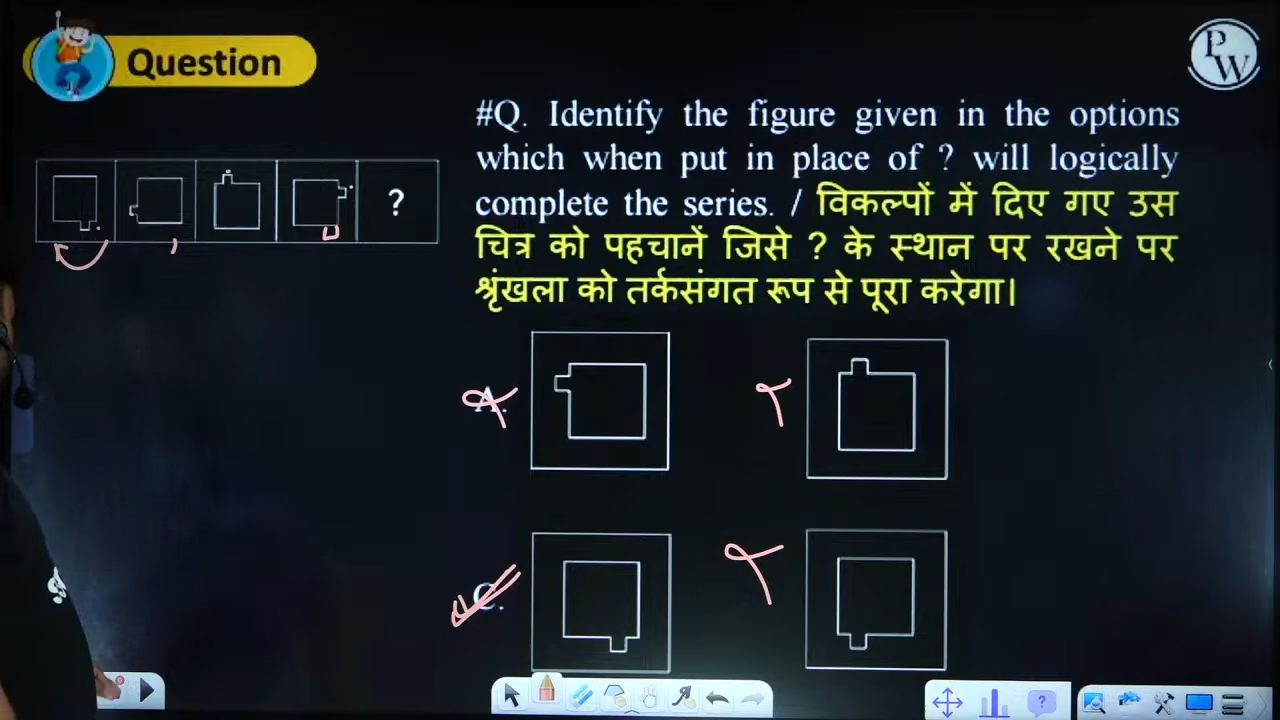 Question
PW
#Q. Identify the figure given in the options
which when put in place of ? will logically
complete the series. / विकल्पों में दिए गए उस
चित्र को पहचानें जिसे ? के स्थान पर रखने पर
श्रृंखला को तर्कसंगत रूप से पूरा करेगा।
?
A.
C.